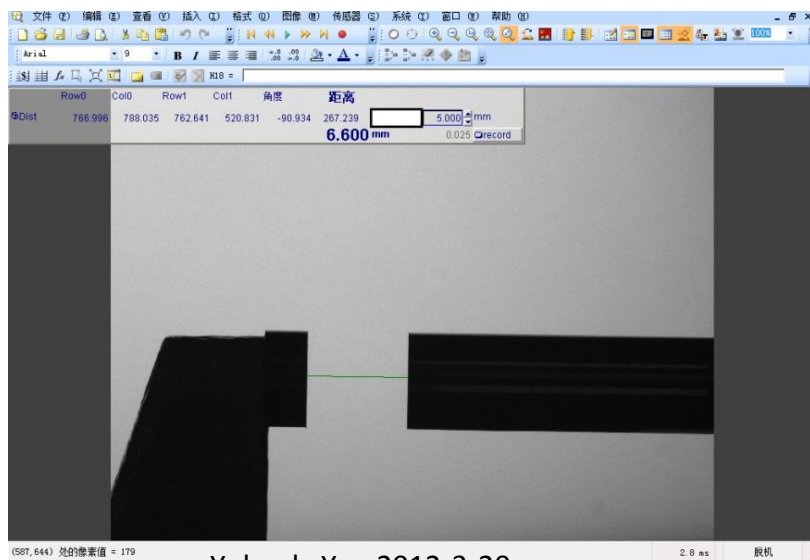 文件 (F) 编辑 (E) 查看 (V) 插入 (I) 格式 (O) 图像 (M) 传感器 (S) 系统 (T) 窗口 (W) 帮助 (H)
100%
Arial 9 B I A
H18 =
Row0 Col0 Row1 Col1 角度 距离
Dist 766.996 788.035 762.641 520.831 -90.934 267.239 5.000 mm
6.600 mm 0.025 record
(587,644) 处的像素值 = 179 2.8 ms 脱机